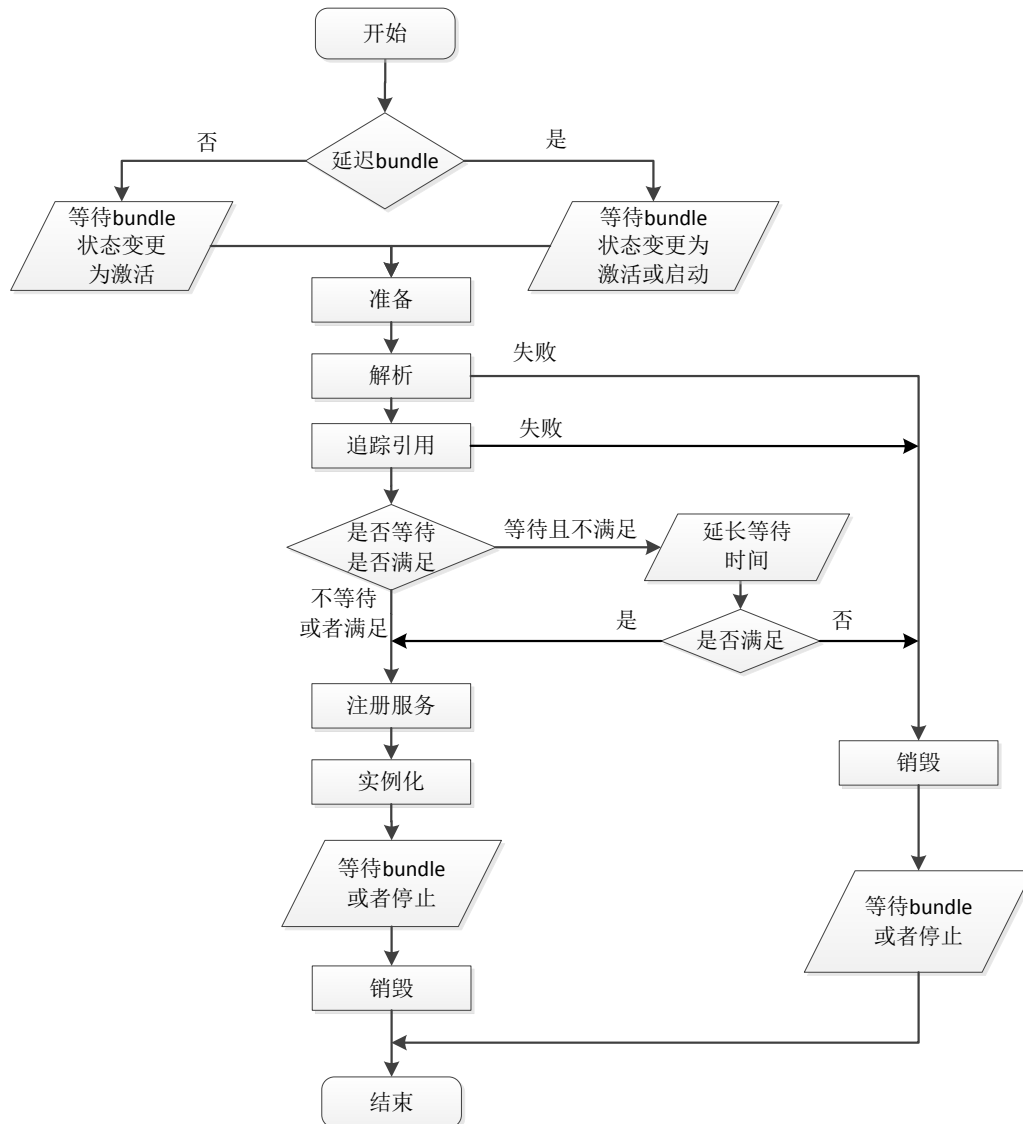 开始
否
延迟bundle
是
等待bundle
状态变更
为激活
等待bundle
状态变更为
激活或启动
准备
解析
失败
追踪引用
失败
是否等待
是否满足
等待且不满足
延长等待
时间
不等待
或者满足
是
是否满足
否
注册服务
实例化
销毁
等待bundle
或者停止
等待bundle
或者停止
销毁
结束